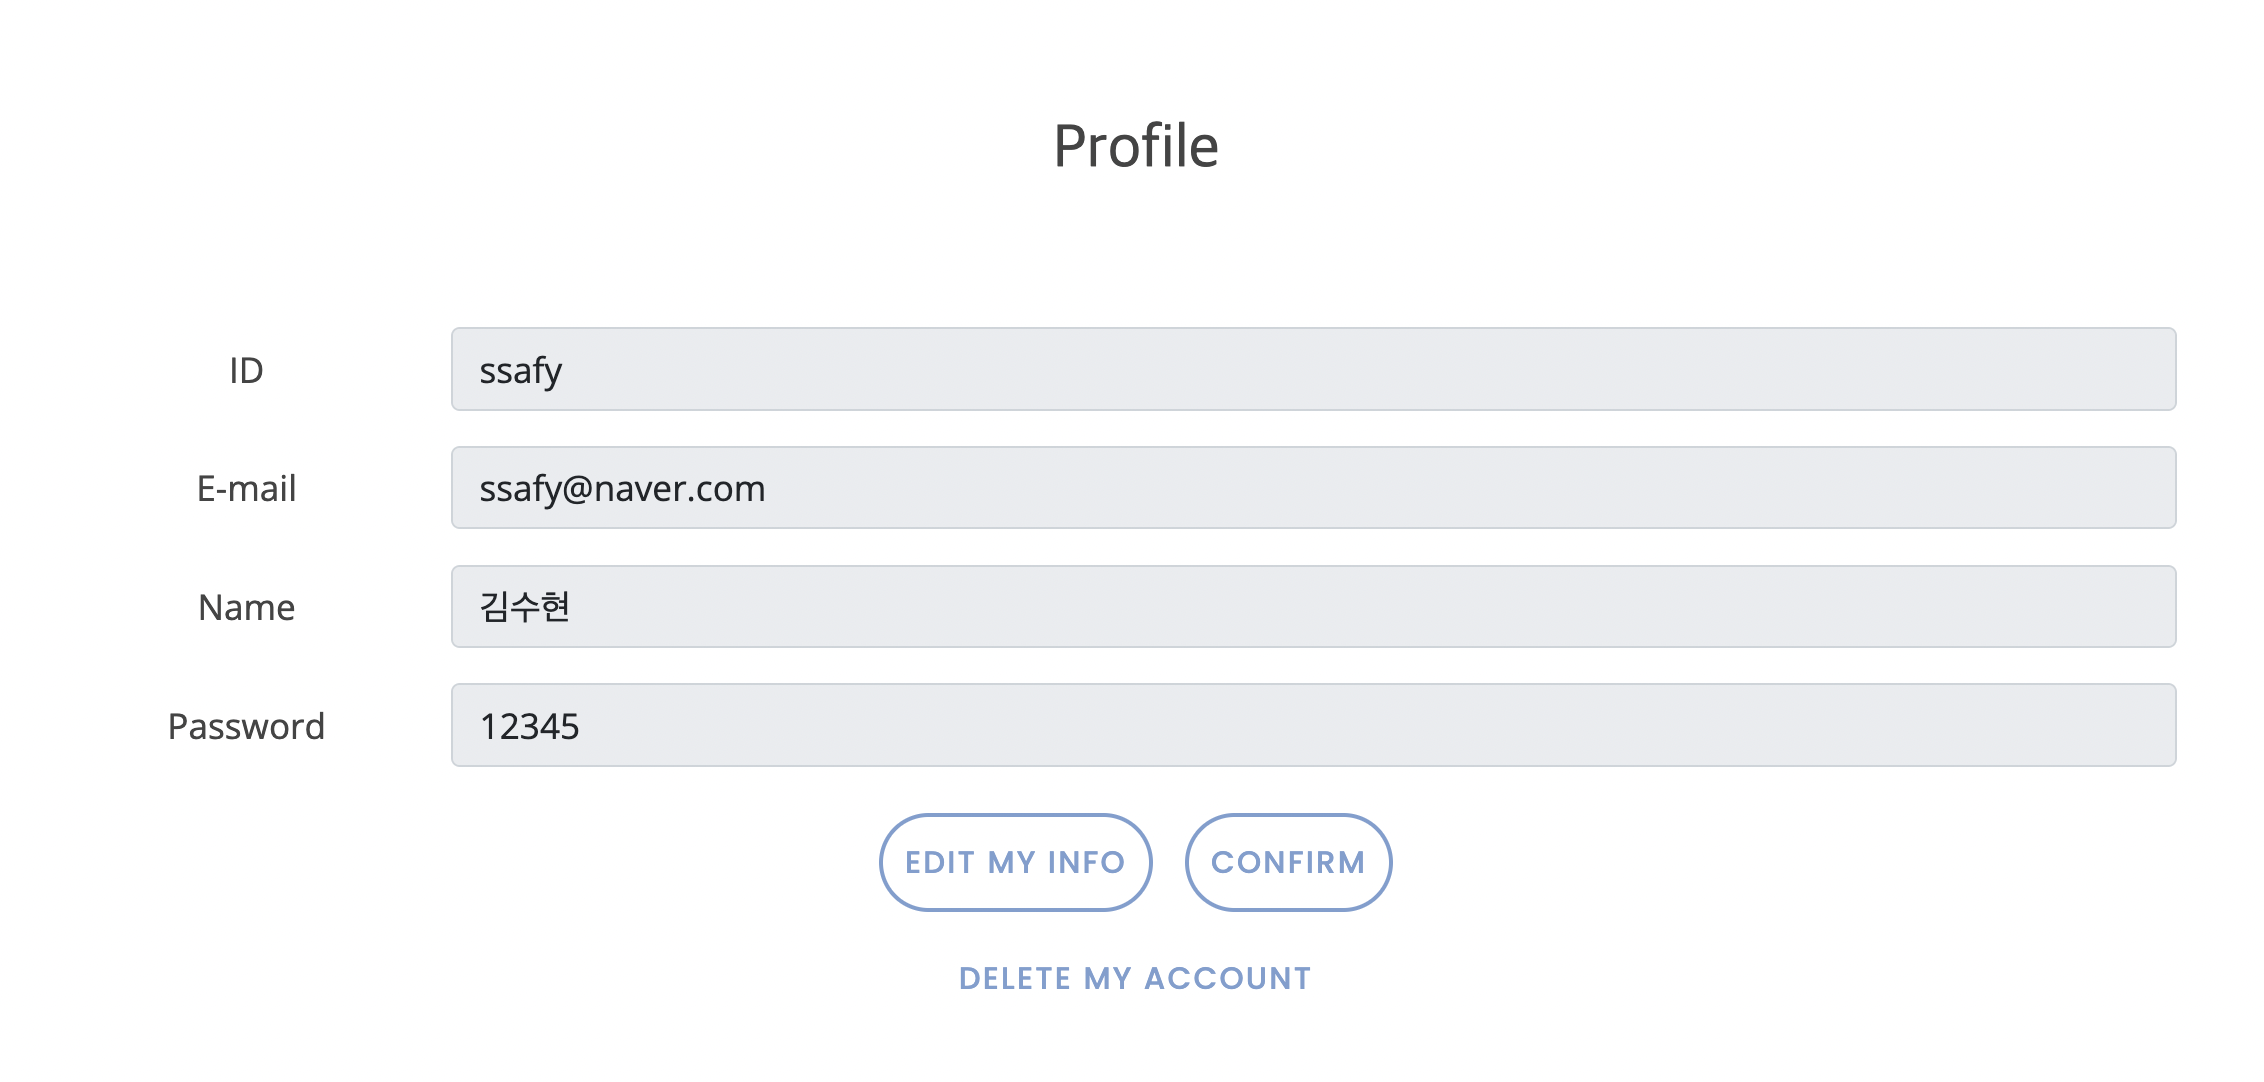 Profile
ID ssafy
E-mail ssafy@naver.com
Name 김수현
Password 12345
EDIT MY INFO CONFIRM
DELETE MY ACCOUNT